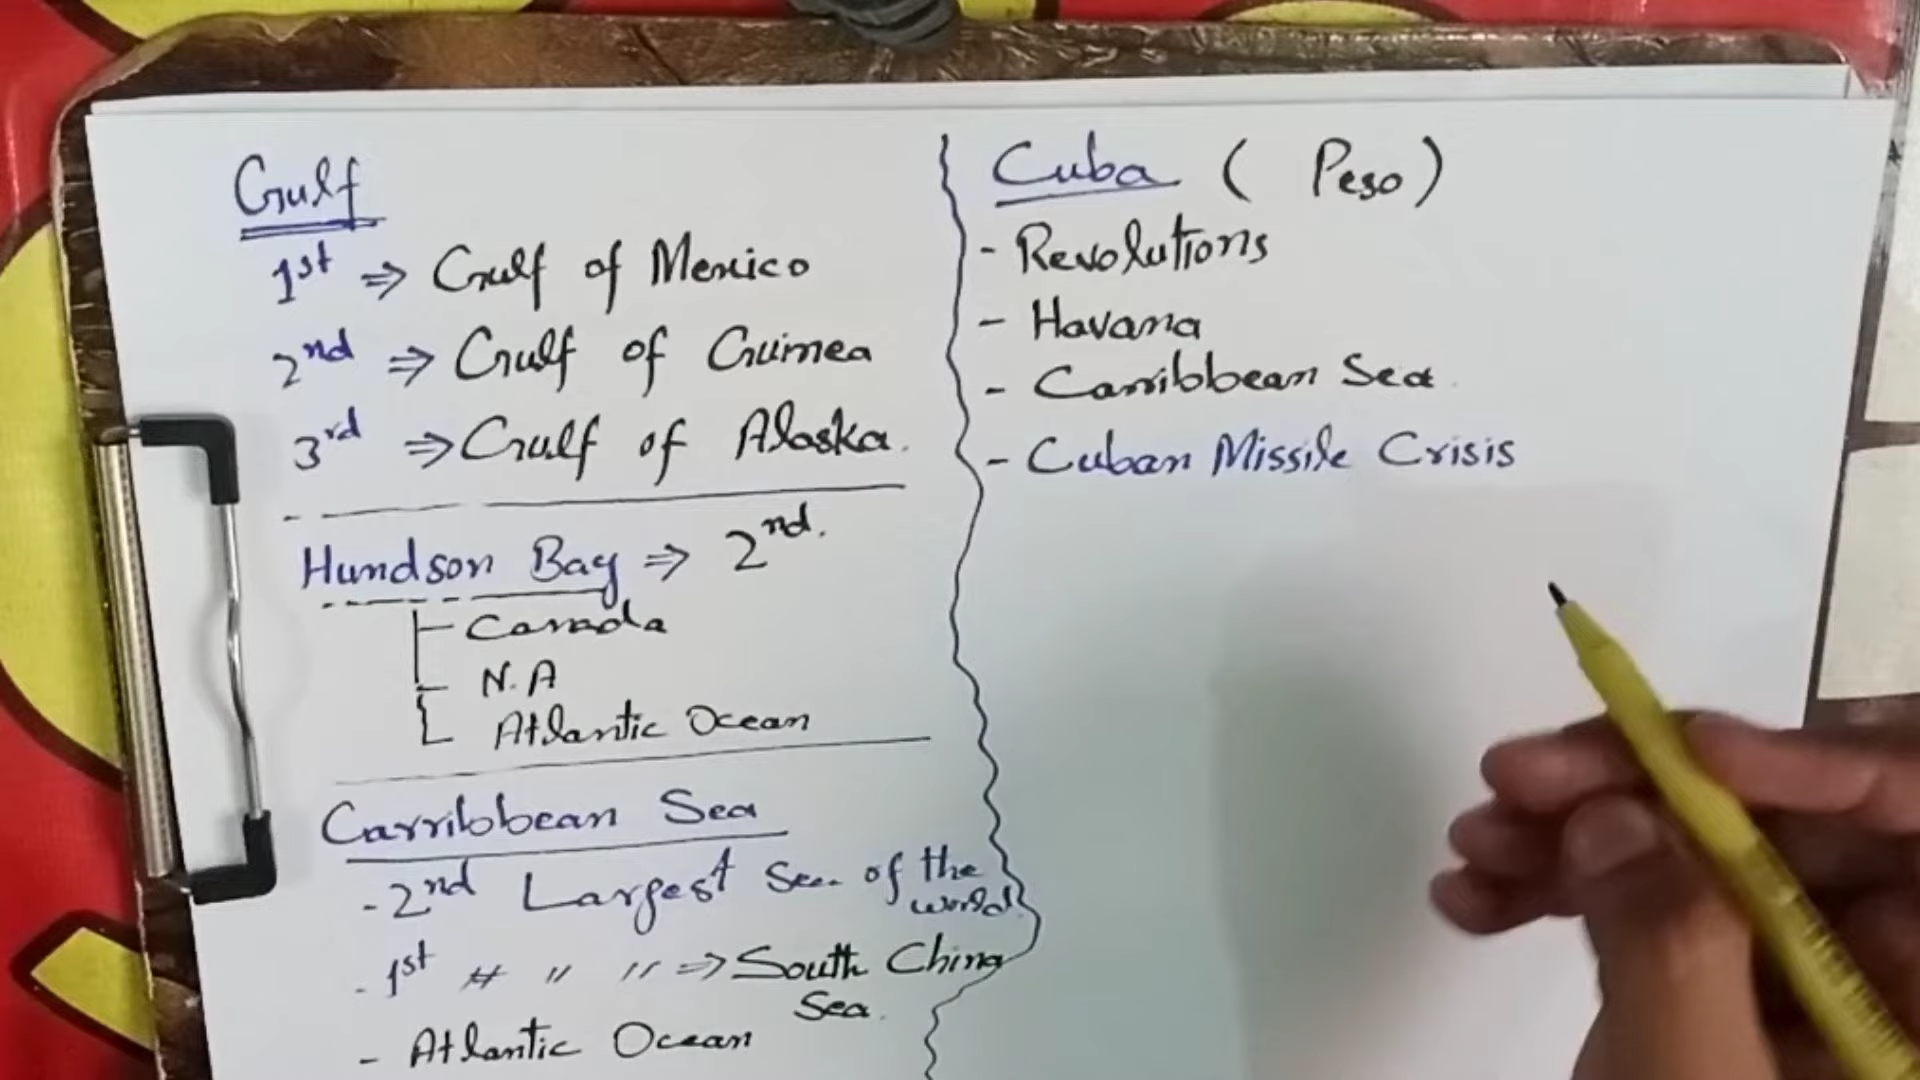 Gulf
1st ⇒ Gulf of Mexico
2nd ⇒ Gulf of Guinea
3rd ⇒ Gulf of Alaska.
Hundson Bay ⇒ 2nd.
Canada
N.A
Atlantic Ocean
Carribbean Sea
- 2nd Largest Sea of the
world
- 1st " " " ⇒ South China
Sea.
- Atlantic Ocean
Cuba ( Peso )
- Revolutions
- Havana
- Carribbean Sea
- Cuban Missile Crisis